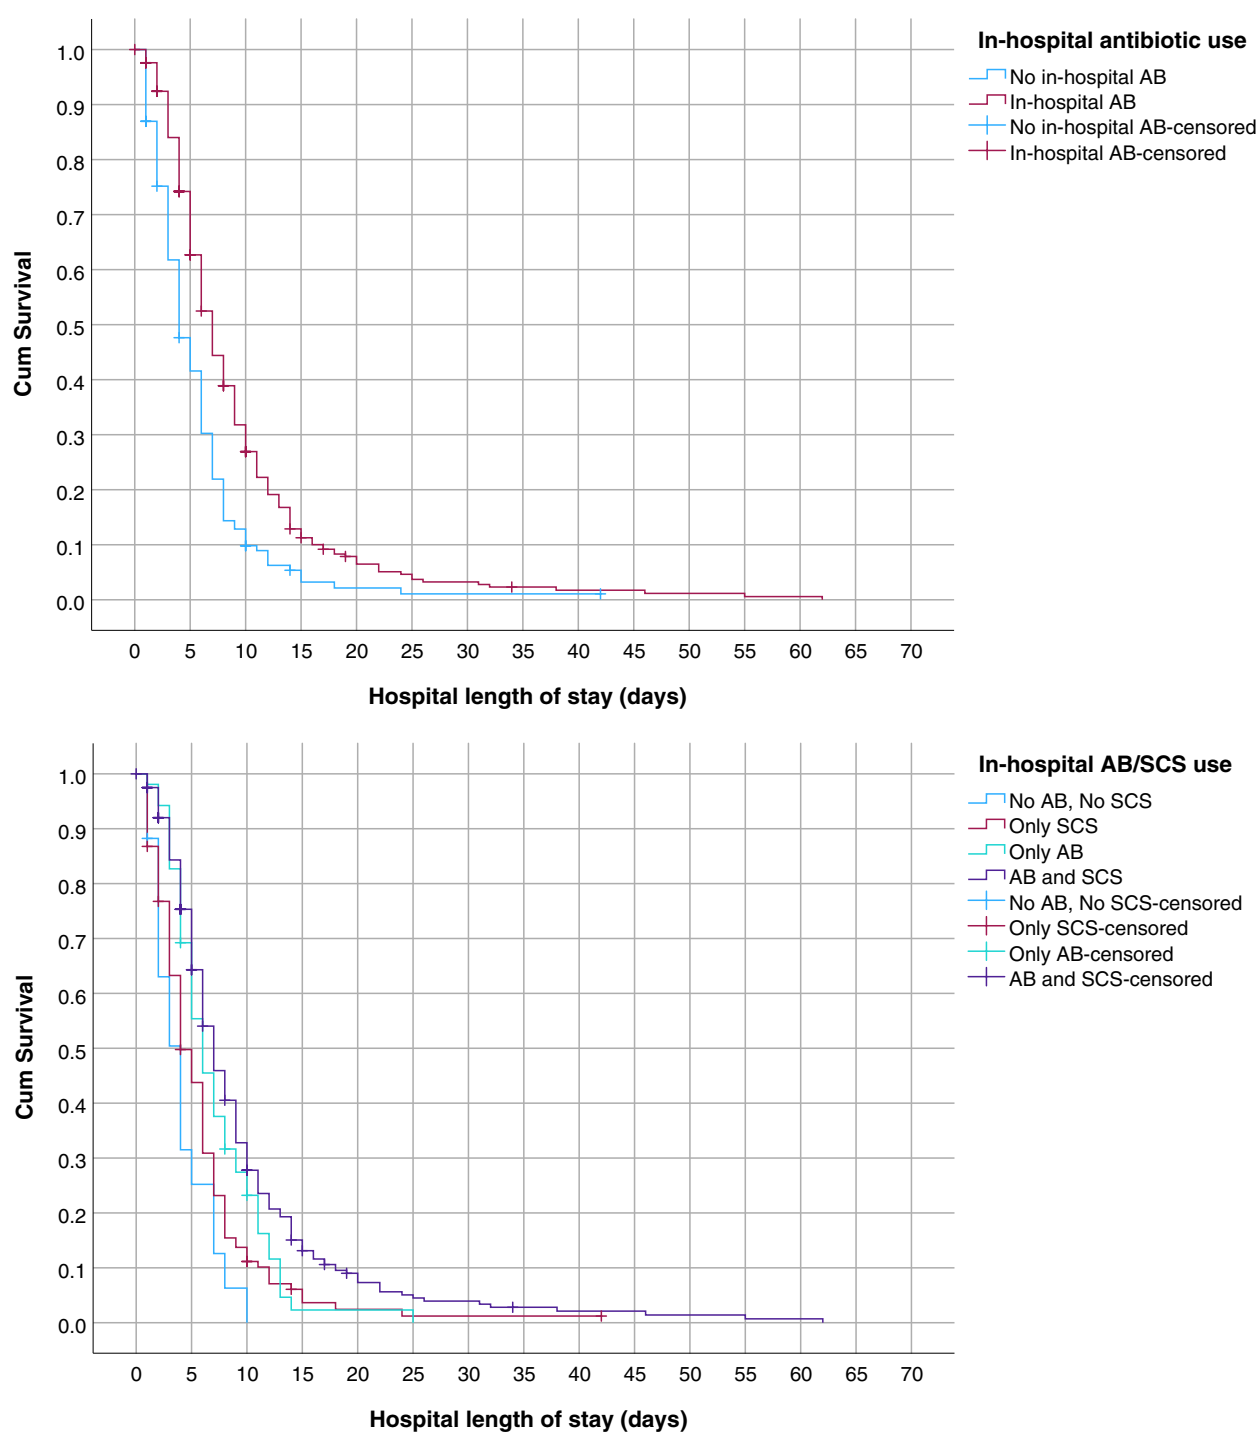 In-hospital antibiotic use
No in-hospital AB
In-hospital AB
No in-hospital AB-censored
In-hospital AB-censored
Cum Survival
1.0
0.9
0.8
0.7
0.6
0.5
0.4
0.3
0.2
0.1
0.0
0 5 10 15 20 25 30 35 40 45 50 55 60 65 70
Hospital length of stay (days)
In-hospital AB/SCS use
No AB, No SCS
Only SCS
Only AB
AB and SCS
No AB, No SCS-censored
Only SCS-censored
Only AB-censored
AB and SCS-censored
Cum Survival
1.0
0.9
0.8
0.7
0.6
0.5
0.4
0.3
0.2
0.1
0.0
0 5 10 15 20 25 30 35 40 45 50 55 60 65 70
Hospital length of stay (days)